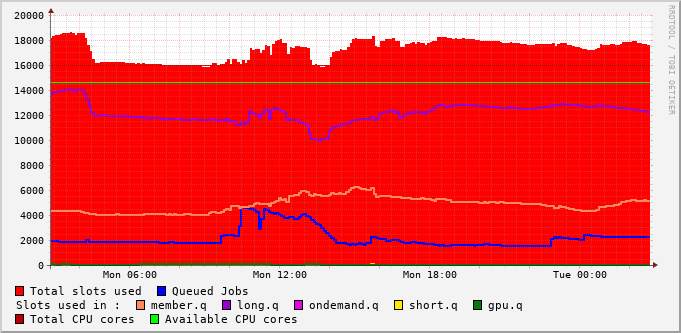 RRDTOOL / TOBI OETIKER
20000
18000
16000
14000
12000
10000
8000
6000
4000
2000
0
Mon 06:00 Mon 12:00 Mon 18:00 Tue 00:00
Total slots used Queued Jobs
Slots used in : member.q long.q ondemand.q short.q gpu.q
Total CPU cores Available CPU cores